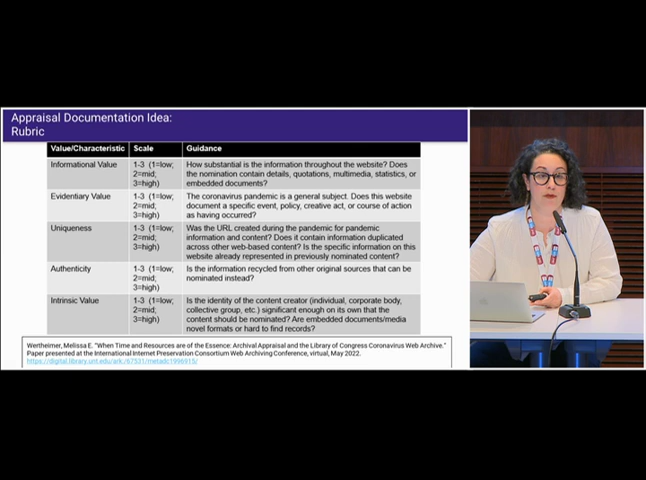 Appraisal Documentation Idea:
Rubric
Value/Characteristic Scale Guidance
Informational Value 1-3 (1=low; 2=mid; 3=high) How substantial is the information throughout the website? Does
the nomination contain details, quotations, multimedia, statistics, or
embedded documents?
Evidentiary Value 1-3 (1=low; 2=mid; 3=high) The coronavirus pandemic is a general subject. Does this website
document a specific event, policy, creative act, or course of action
as having occurred?
Uniqueness 1-3 (1=low; 2=mid; 3=high) Was the URL created during the pandemic for pandemic
information and content? Does it contain information duplicated
across other web-based content? Is the specific information on this
website already represented in previously nominated content?
Authenticity 1-3 (1=low; 2=mid; 3=high) Is the information recycled from other original sources that can be
nominated instead?
Intrinsic Value 1-3 (1=low; 2=mid; 3=high) Is the identity of the content creator (individual, corporate body,
collective group, etc.) significant enough on its own that the
content should be nominated? Are embedded documents/media
novel formats or hard to find records?
Wertheimer, Melissa E. "When Time and Resources are of the Essence: Archival Appraisal and the Library of Congress Coronavirus Web Archive."
Paper presented at the International Internet Preservation Consortium Web Archiving Conference, virtual, May 2022.
https://digital.library.unt.edu/ark:/67531/metadc1998915/